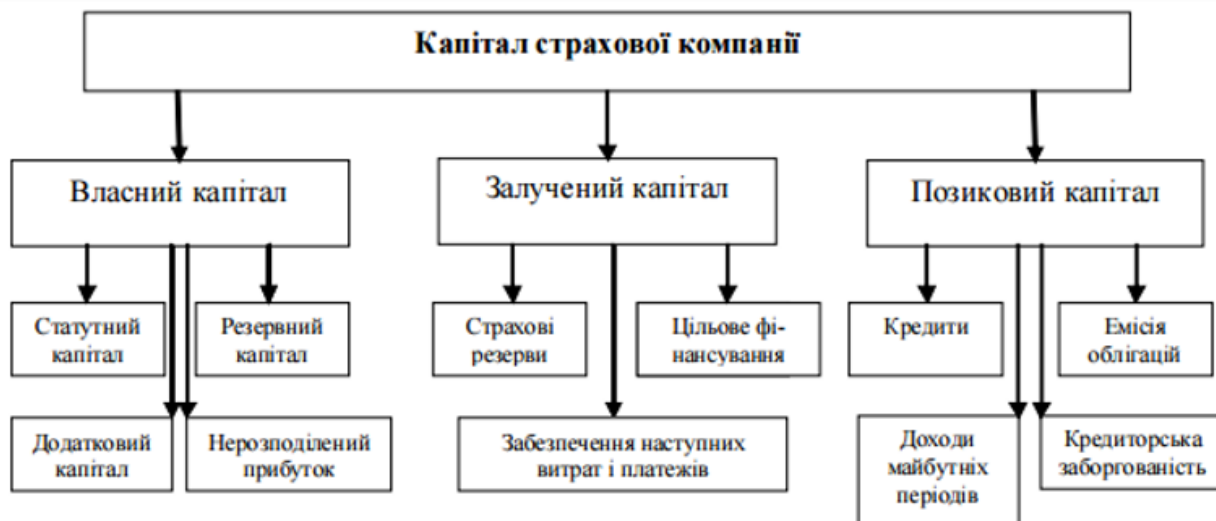 Капітал страхової компанії
Власний капітал
Залучений капітал
Позиковий капітал
Статутний
капітал
Резервний
капітал
Страхові
резерви
Цільове фі-
нансування
Кредити
Емісія
облігацій
Додатковий
капітал
Нерозподілений
прибуток
Забезпечення наступних
витрат і платежів
Доходи
майбутніх
періодів
Кредиторська
заборгованість